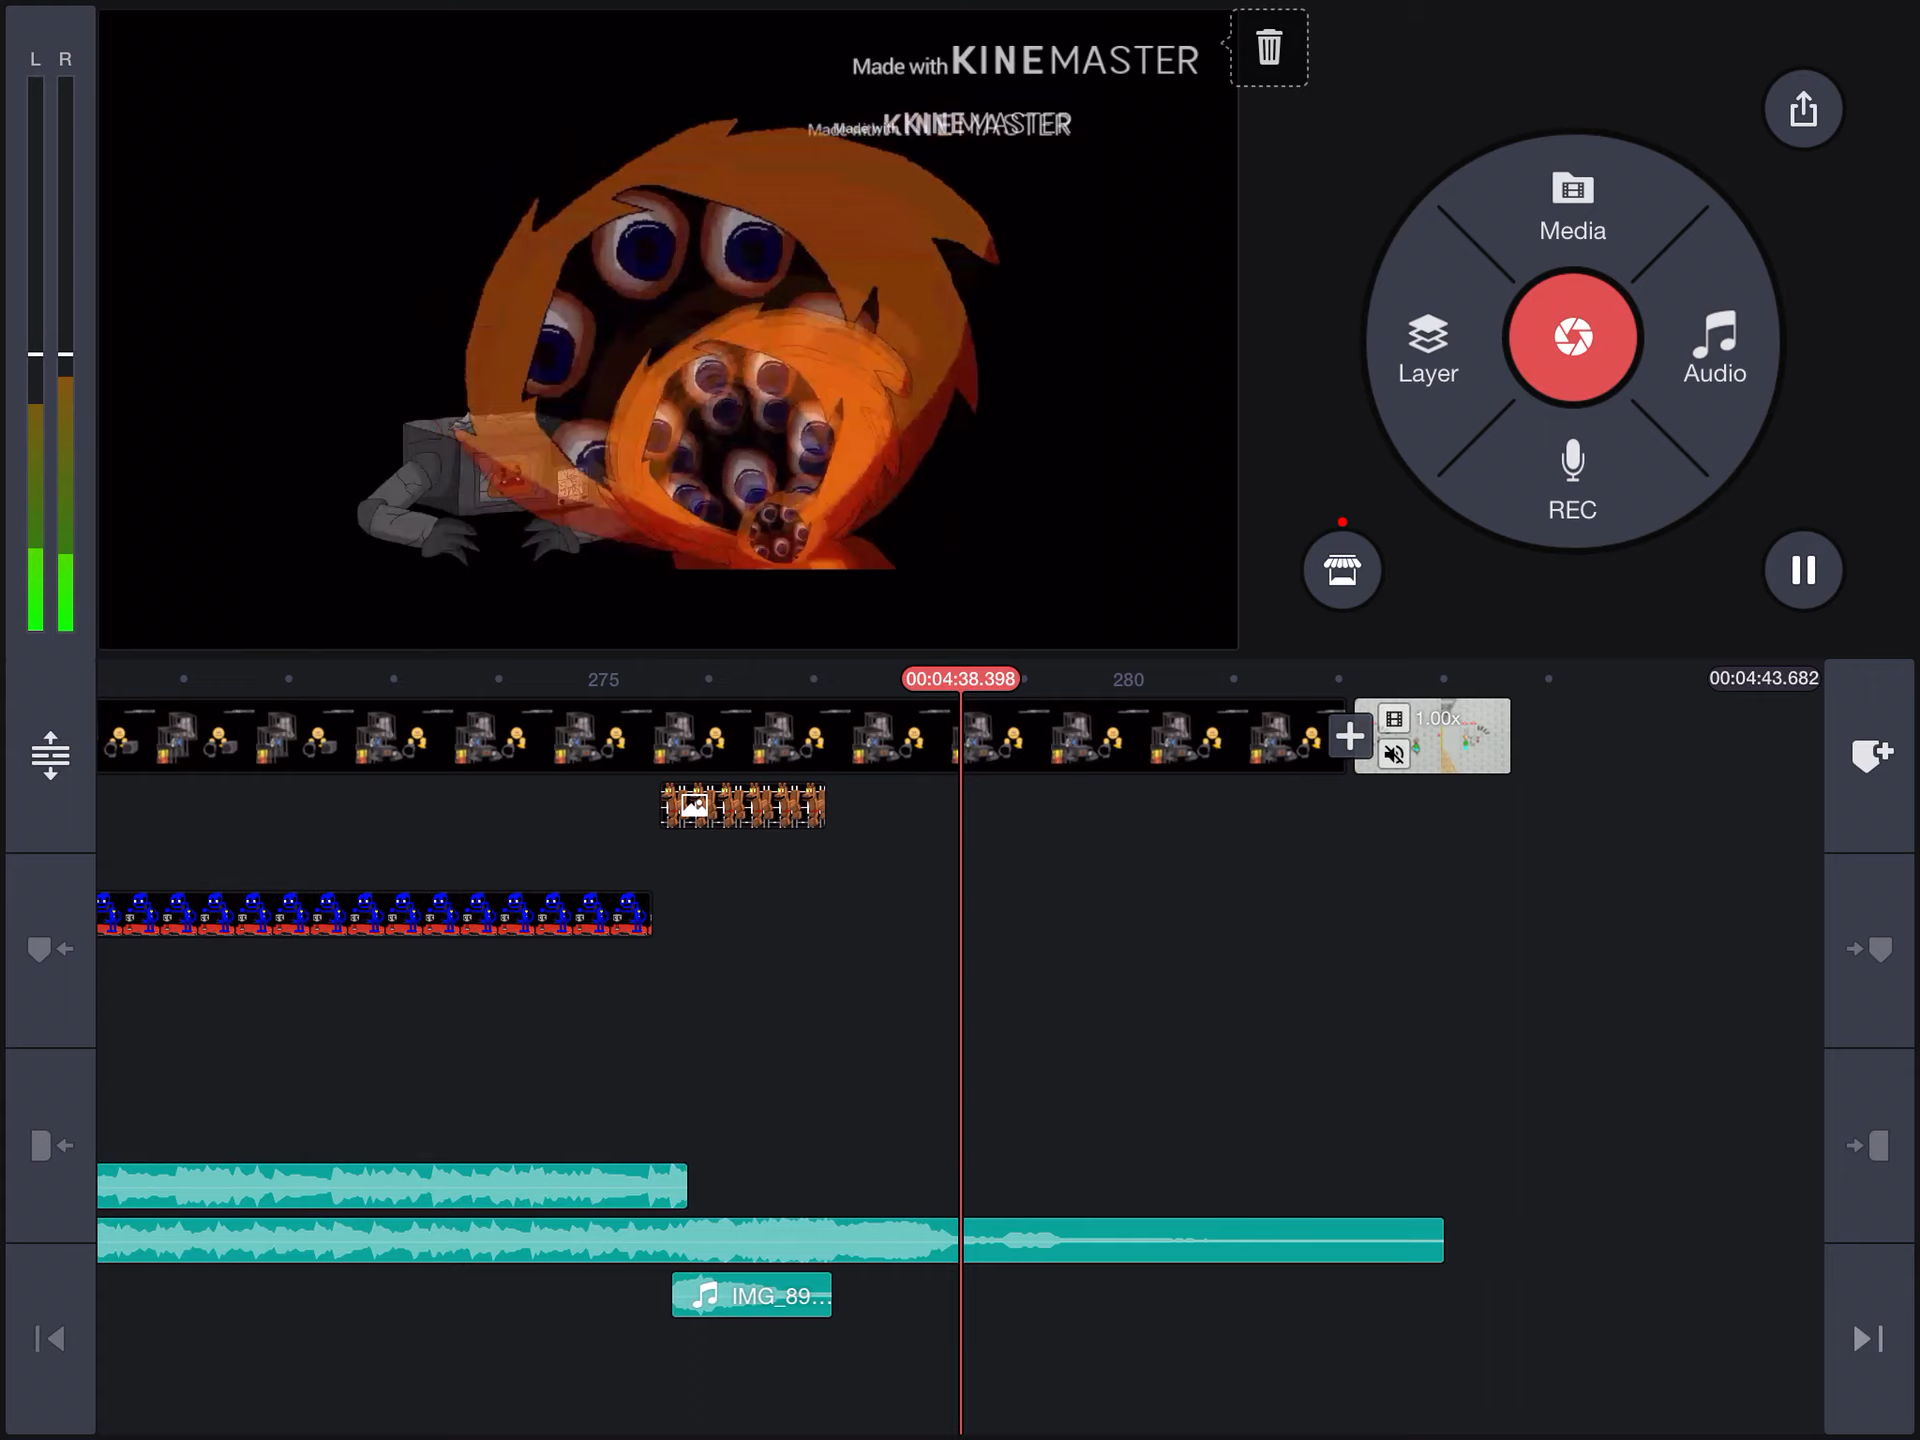 L R
Made with KINEMASTER
Made with KINEMASTER
Media
Layer
Audio
REC
275
00:04:38.398
280
00:04:43.682
1.00x
IMG_89...